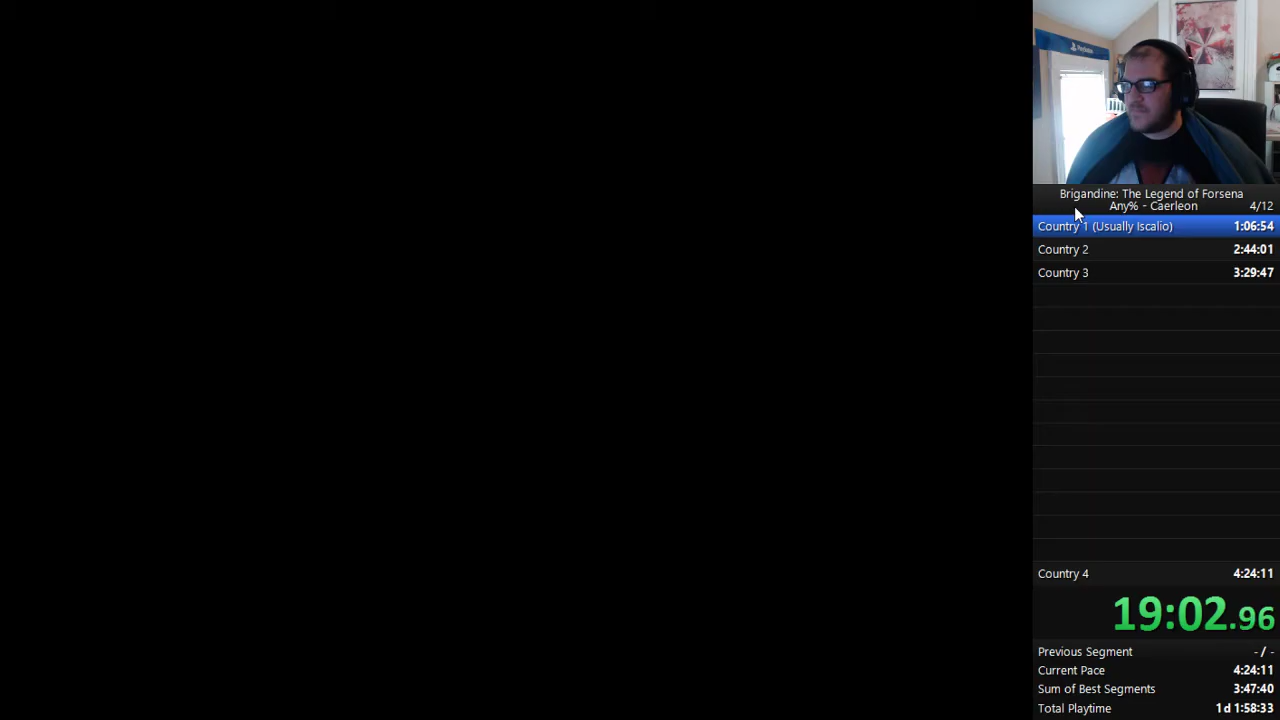 Brigandine: The Legend of Forsena
Any% - Caerleon 4/12
Country 1 (Usually Iscalio) 1:06:54
Country 2 2:44:01
Country 3 3:29:47
Country 4 4:24:11
19:02.96
Previous Segment - / -
Current Pace 4:24:11
Sum of Best Segments 3:47:40
Total Playtime 1 d 1:58:33